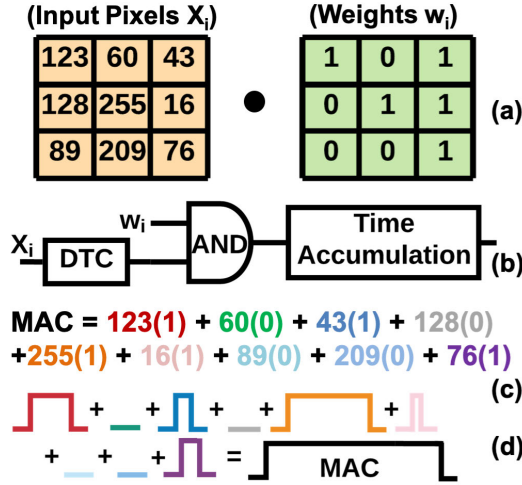 (Input Pixels Xi) (Weights wi)
123 60 43 1 0 1
128 255 16 0 1 1
89 209 76 0 0 1
(a)
wi
Xi DTC AND Time Accumulation
(b)
MAC = 123(1) + 60(0) + 43(1) + 128(0)
+255(1) + 16(1) + 89(0) + 209(0) + 76(1)
(c)
+ + + + +
(d)
+ + = MAC